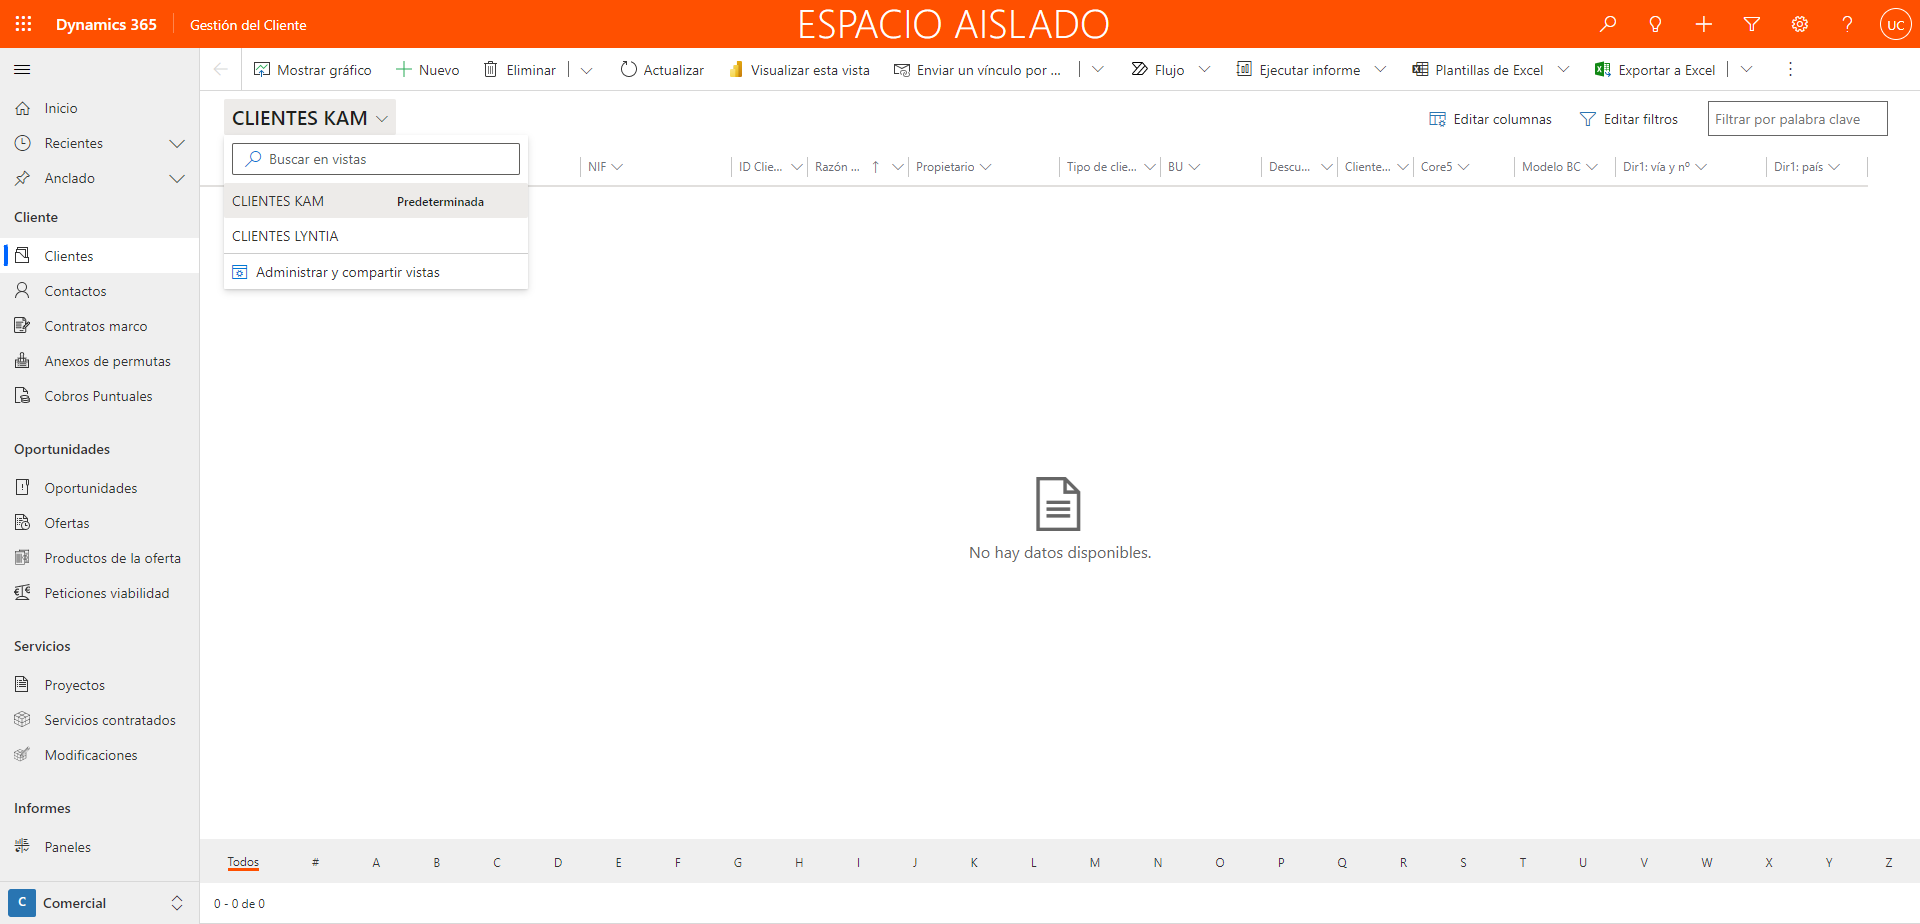 Dynamics 365 Gestión del Cliente ESPACIO AISLADO UC
Mostrar gráfico Nuevo Eliminar Actualizar Visualizar esta vista Enviar un vínculo por ... Flujo Ejecutar informe Plantillas de Excel Exportar a Excel
Inicio
Recientes
Anclado
Cliente
Clientes
Contactos
Contratos marco
Anexos de permutas
Cobros Puntuales
Oportunidades
Oportunidades
Ofertas
Productos de la oferta
Peticiones viabilidad
Servicios
Proyectos
Servicios contratados
Modificaciones
Informes
Paneles
C Comercial
CLIENTES KAM Editar columnas Editar filtros Filtrar por palabra clave
Buscar en vistas
CLIENTES KAM Predeterminada
CLIENTES LYNTIA
Administrar y compartir vistas
NIF ID Clie... Razón ... Propietario Tipo de clie... BU Descu... Cliente... Core5 Modelo BC Dir1: vía y nº Dir1: país
No hay datos disponibles.
Todos # A B C D E F G H I J K L M N O P Q R S T U V W X Y Z
0 - 0 de 0